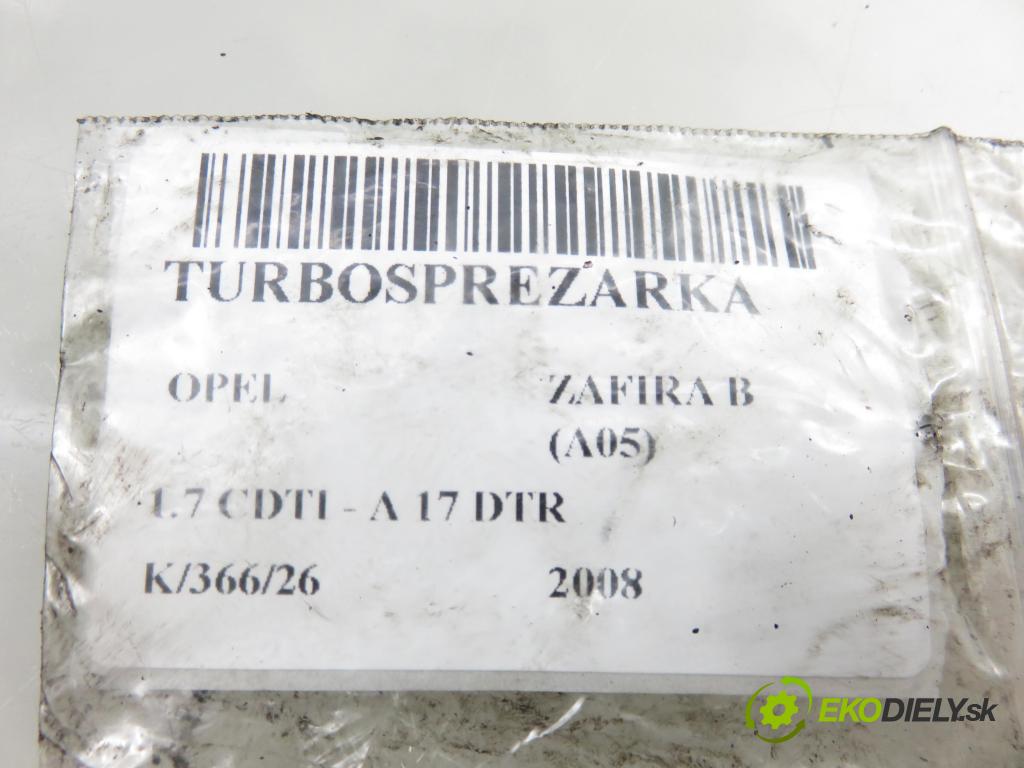 TURBOSPREZARKA
OPEL ZAFIRA B
(A05)
1.7 CDTI - A 17 DTR
K/366/26 2008
EKODIELY.sk